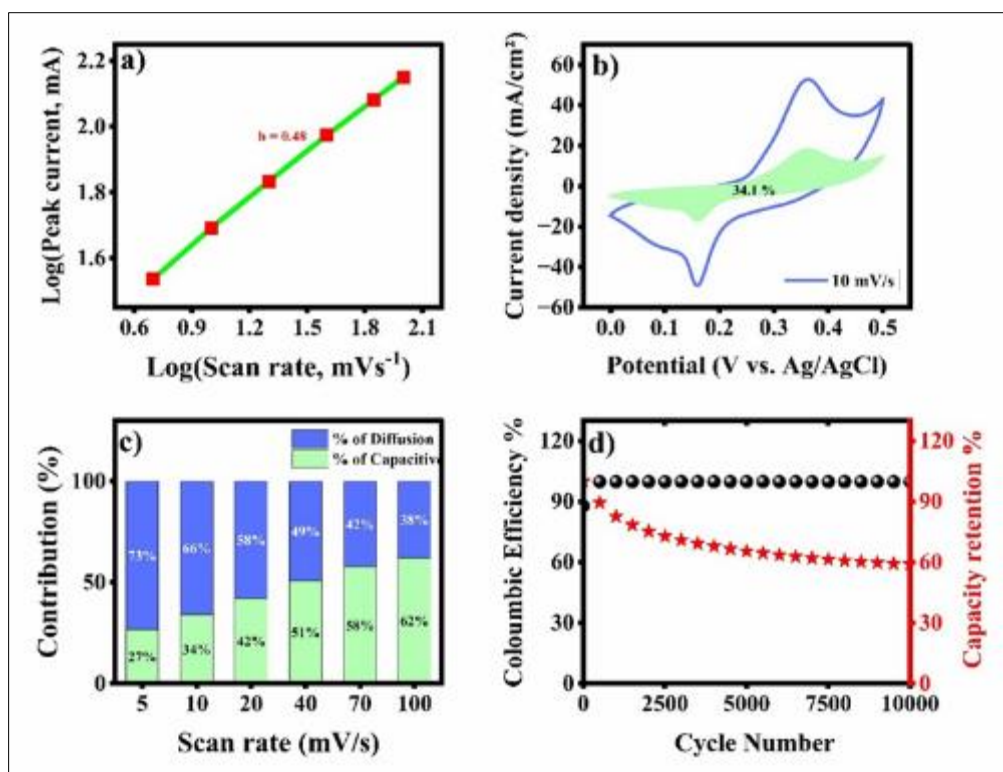 a)
Log(Peak current, mA)
2.2
2.0
1.8
1.6
b = 0.48
0.6 0.9 1.2 1.5 1.8 2.1
Log(Scan rate, mVs⁻¹)
b)
Current density (mA/cm²)
60
40
20
0
−20
−40
−60
34.1 %
10 mV/s
0.0 0.1 0.2 0.3 0.4 0.5
Potential (V vs. Ag/AgCl)
c)
Contribution (%)
100
50
0
% of Diffusion
% of Capacitive
73% 66% 58% 49% 42% 38%
27% 34% 42% 51% 58% 62%
5 10 20 40 70 100
Scan rate (mV/s)
d)
Coloumbic Efficiency %
120
90
60
30
0
Capacity retention %
120
90
60
30
0
0 2500 5000 7500 10000
Cycle Number